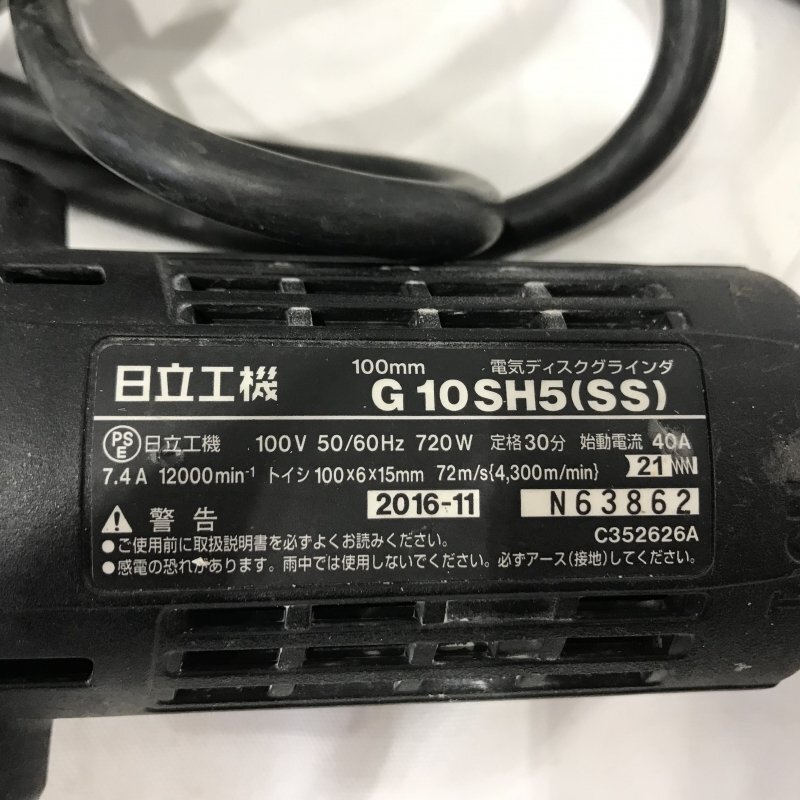 100mm 電気ディスクグラインダ
日立工機 G 10SH5(SS)
PSE 日立工機 100V 50/60Hz 720W 定格30分 始動電流 40A
7.4A 12000min⁻¹ トイシ 100×6×15mm 72m/s{4,300m/min} 21
2016-11 N63862
C352626A
警告
●ご使用前に取扱説明書を必ずよくお読みください。
●感電の恐れがあります。雨中では使用しないでください。必ずアース(接地)してください。